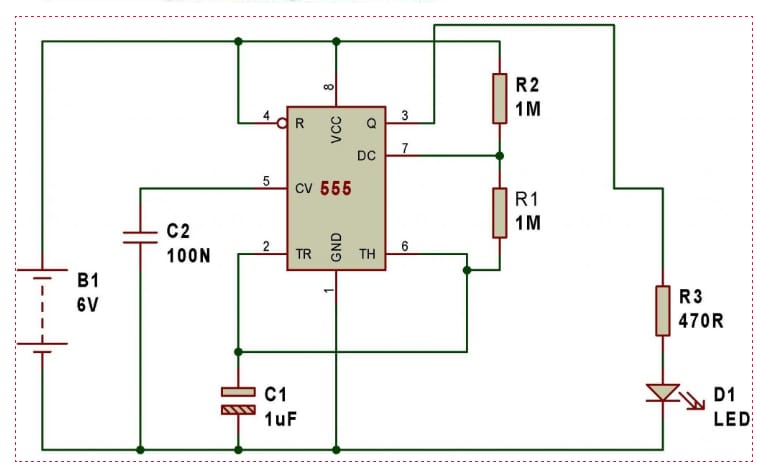 R2
1M
8
4
R
VCC
Q
3
DC
7
5
CV
555
R1
1M
C2
100N
2
TR
GND
TH
6
B1
6V
1
R3
470R
C1
1uF
D1
LED